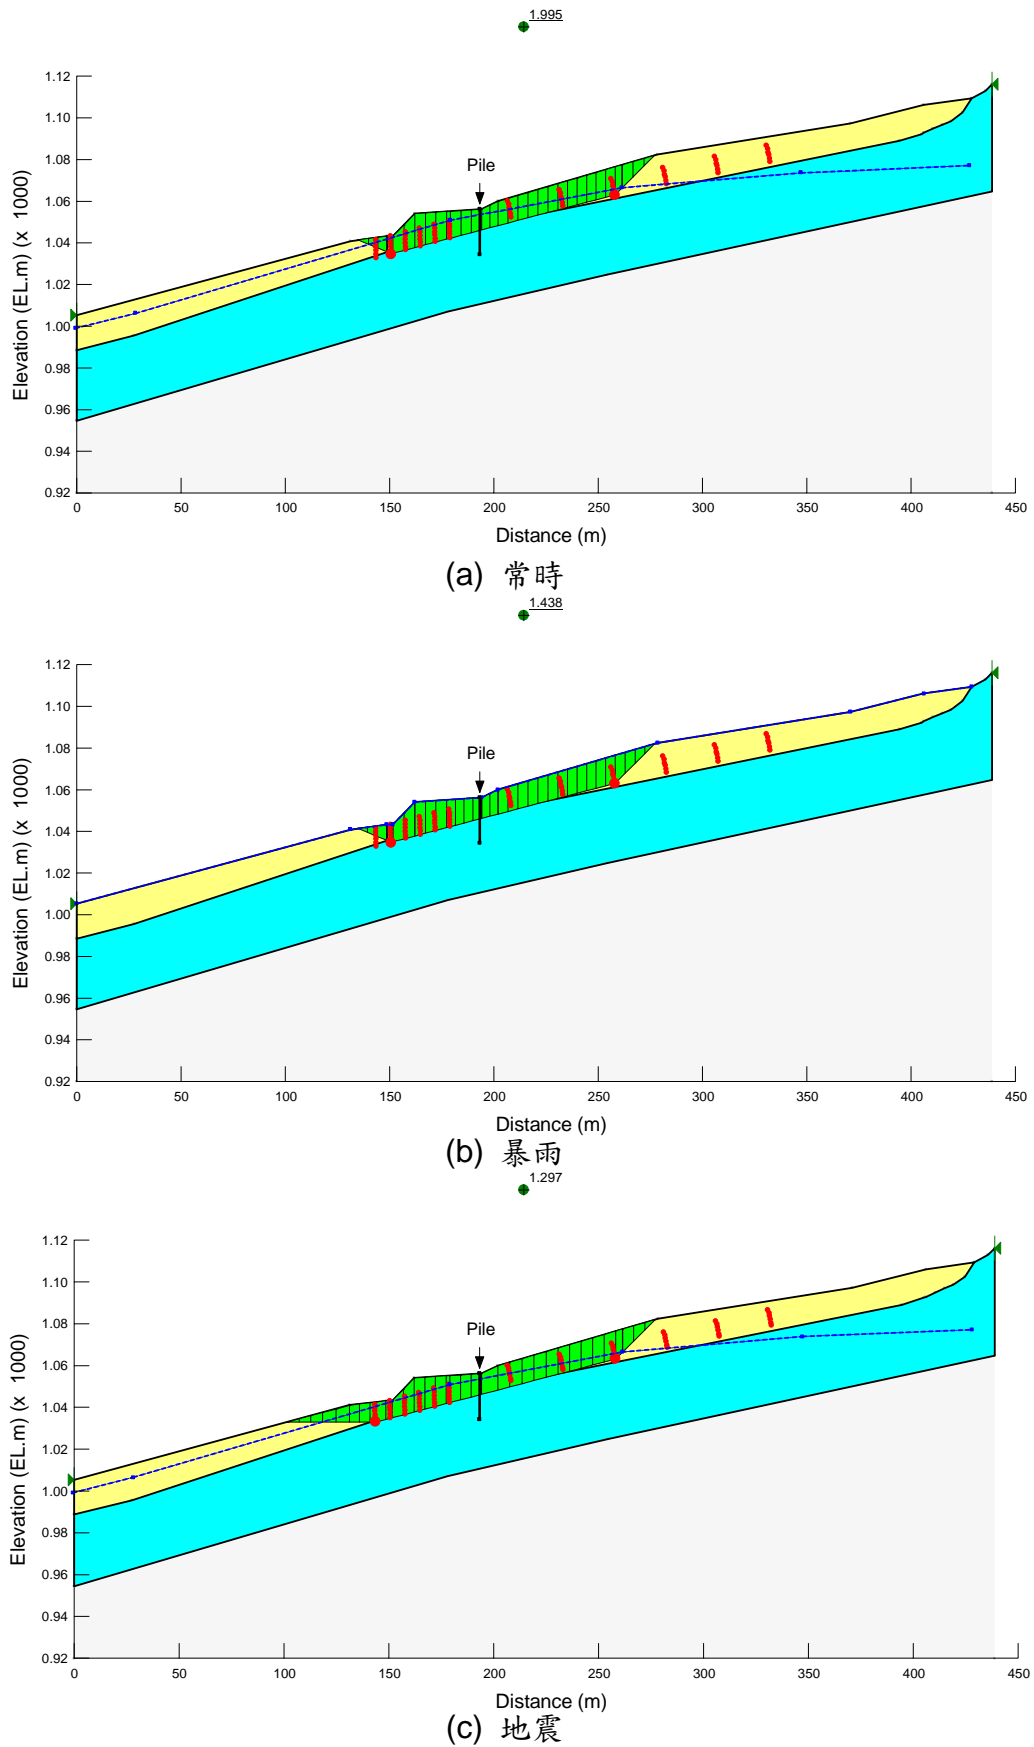 1.995
1.12
1.10
1.08
1.06
1.04
1.02
1.00
0.98
0.96
0.94
0.92
Elevation (EL.m) (x 1000)
Pile
0 50 100 150 200 250 300 350 400 450
Distance (m)
(a) 常時
1.438
1.12
1.10
1.08
1.06
1.04
1.02
1.00
0.98
0.96
0.94
0.92
Elevation (EL.m) (x 1000)
Pile
0 50 100 150 200 250 300 350 400 450
Distance (m)
(b) 暴雨
1.297
1.12
1.10
1.08
1.06
1.04
1.02
1.00
0.98
0.96
0.94
0.92
Elevation (EL.m) (x 1000)
Pile
0 50 100 150 200 250 300 350 400 450
Distance (m)
(c) 地震